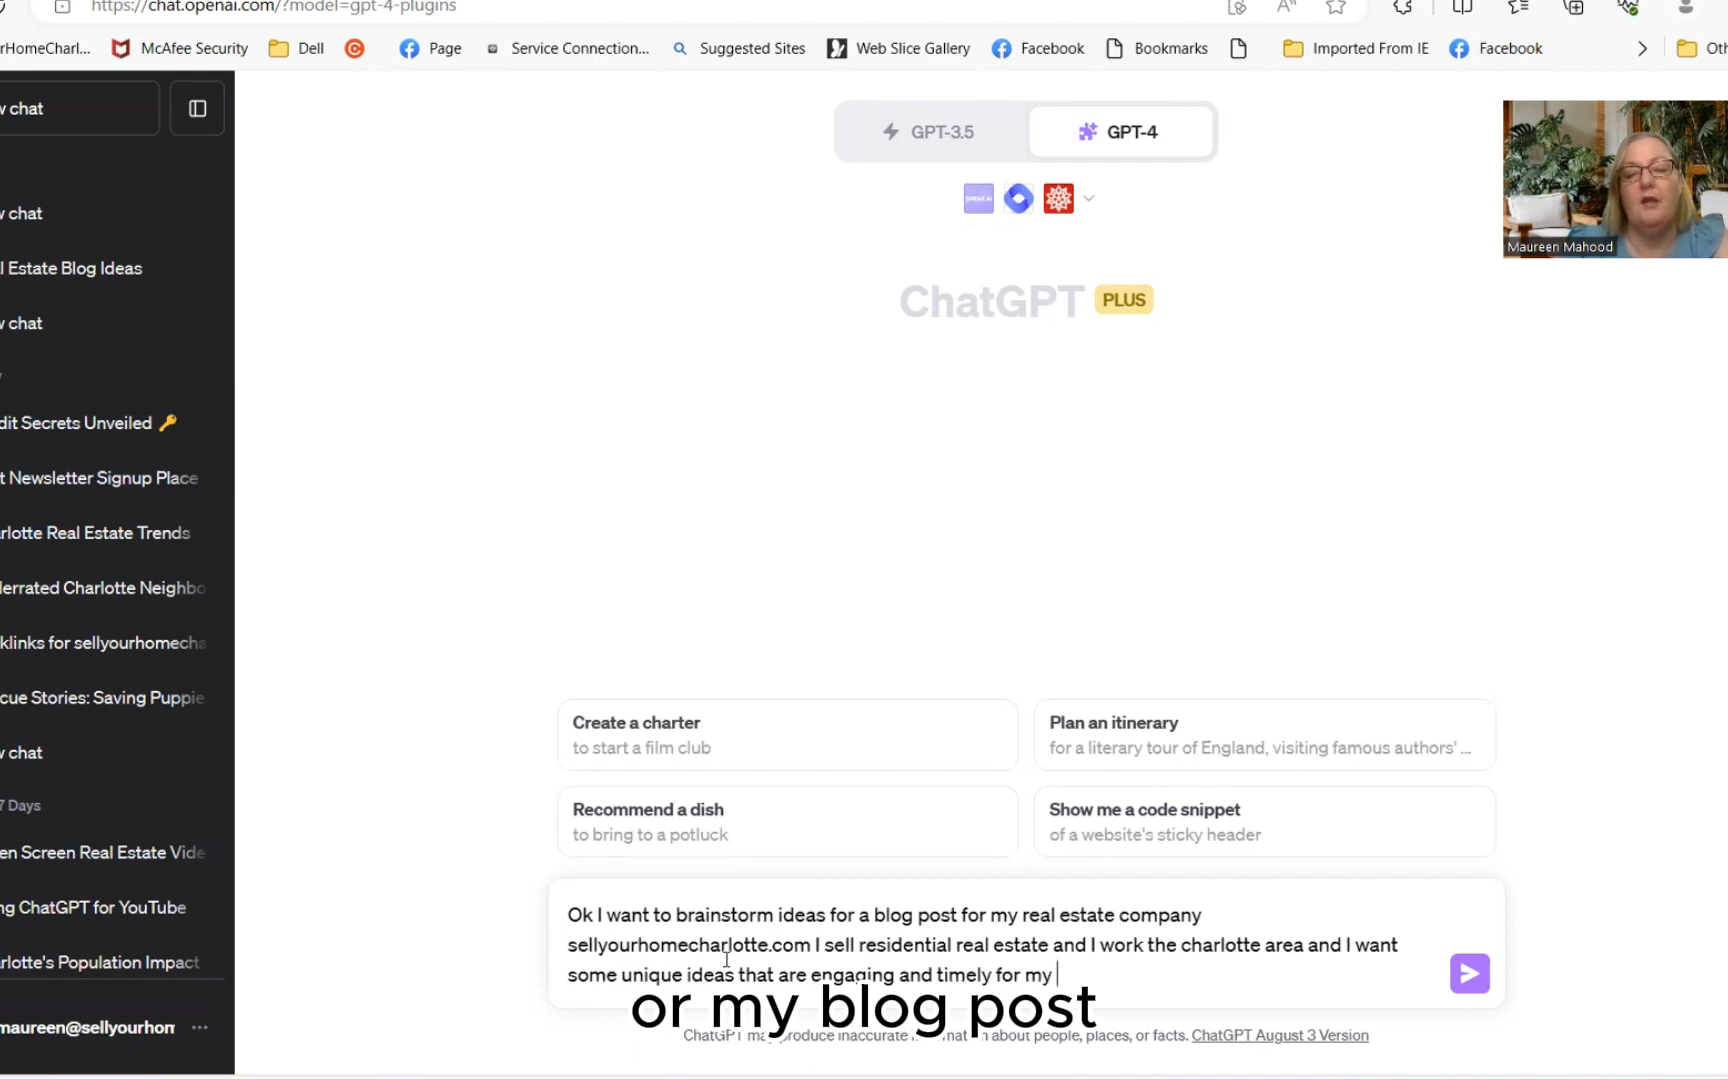 https://chat.openai.com/?model=gpt-4-plugins
rHomeCharl...
McAfee Security
Dell
Page
Service Connection...
Suggested Sites
Web Slice Gallery
Facebook
Bookmarks
Imported From IE
Facebook
Oth
w chat
GPT-3.5
GPT-4
w chat
l Estate Blog Ideas
w chat
dit Secrets Unveiled 🔑
t Newsletter Signup Place
rlotte Real Estate Trends
derrated Charlotte Neighbo
klinks for sellyourhomecha
cue Stories: Saving Puppie
w chat
7 Days
en Screen Real Estate Vide
ng ChatGPT for YouTube
rlotte's Population Impact
maureen@sellyourhom
Maureen Mahood
ChatGPT PLUS
Create a charter
to start a film club
Plan an itinerary
for a literary tour of England, visiting famous authors' ...
Recommend a dish
to bring to a potluck
Show me a code snippet
of a website's sticky header
Ok I want to brainstorm ideas for a blog post for my real estate company
sellyourhomecharlotte.com I sell residential real estate and I work the charlotte area and I want
some unique ideas that are engaging and timely for my
or my blog post
ChatGPT may produce inaccurate information about people, places, or facts. ChatGPT August 3 Version